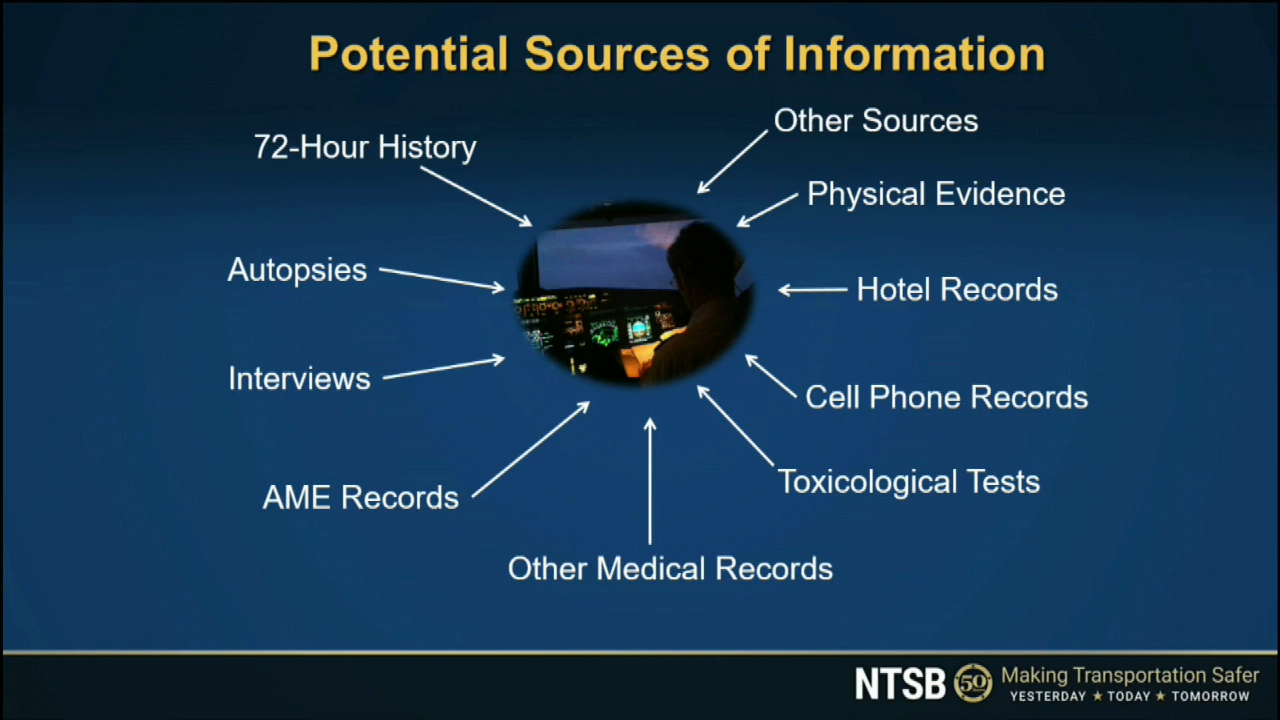 Potential Sources of Information
72-Hour History
Other Sources
Physical Evidence
Autopsies
Hotel Records
Interviews
Cell Phone Records
AME Records
Toxicological Tests
Other Medical Records
NTSB
50
Making Transportation Safer
YESTERDAY ★ TODAY ★ TOMORROW